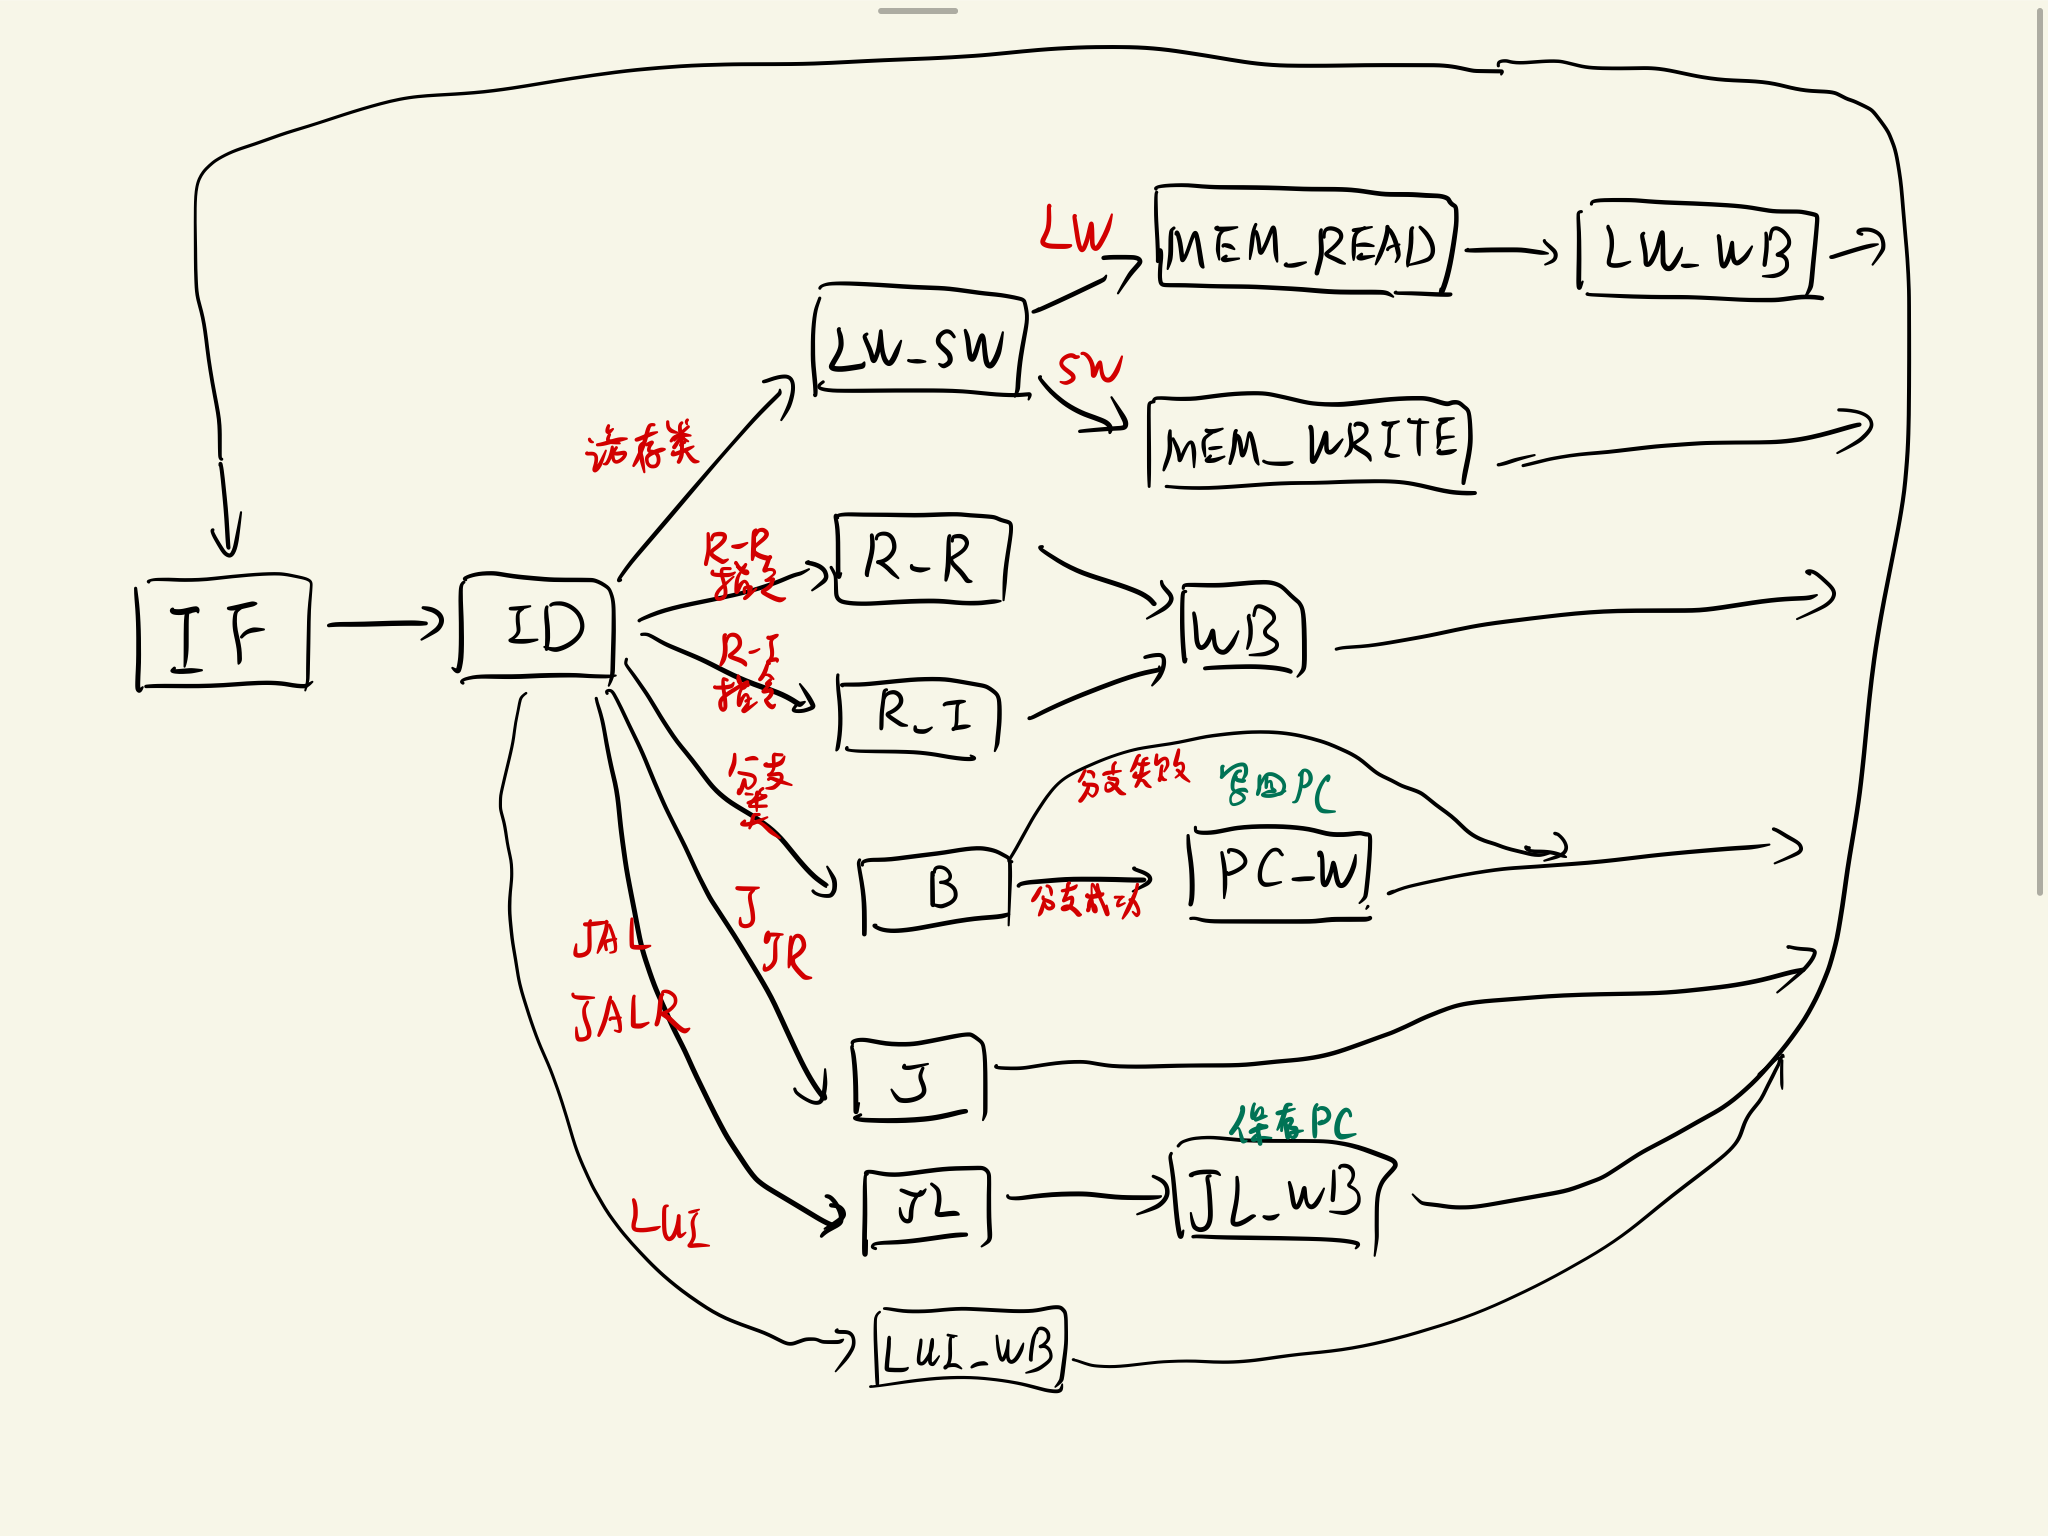 LW
MEM_READ
LW_WB
LW_SW
SW
MEM_WRITE
访存类
R-R
指令
R_R
IF
ID
WB
R-I
指令
R_I
分支
类
分支失败
写回PC
B
分支成功
PC_W
J
JR
JAL
JALR
J
保存PC
JL
JL_WB
LUI
LUI_WB